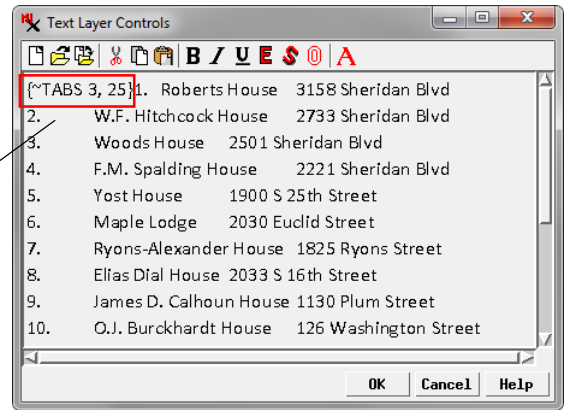 Text Layer Controls
B I U E S 0 A
{~TABS 3, 25}1. Roberts House 3158 Sheridan Blvd
2. W.F. Hitchcock House 2733 Sheridan Blvd
3. Woods House 2501 Sheridan Blvd
4. F.M. Spalding House 2221 Sheridan Blvd
5. Yost House 1900 S 25th Street
6. Maple Lodge 2030 Euclid Street
7. Ryons-Alexander House 1825 Ryons Street
8. Elias Dial House 2033 S 16th Street
9. James D. Calhoun House 1130 Plum Street
10. O.J. Burckhardt House 126 Washington Street
OK Cancel Help